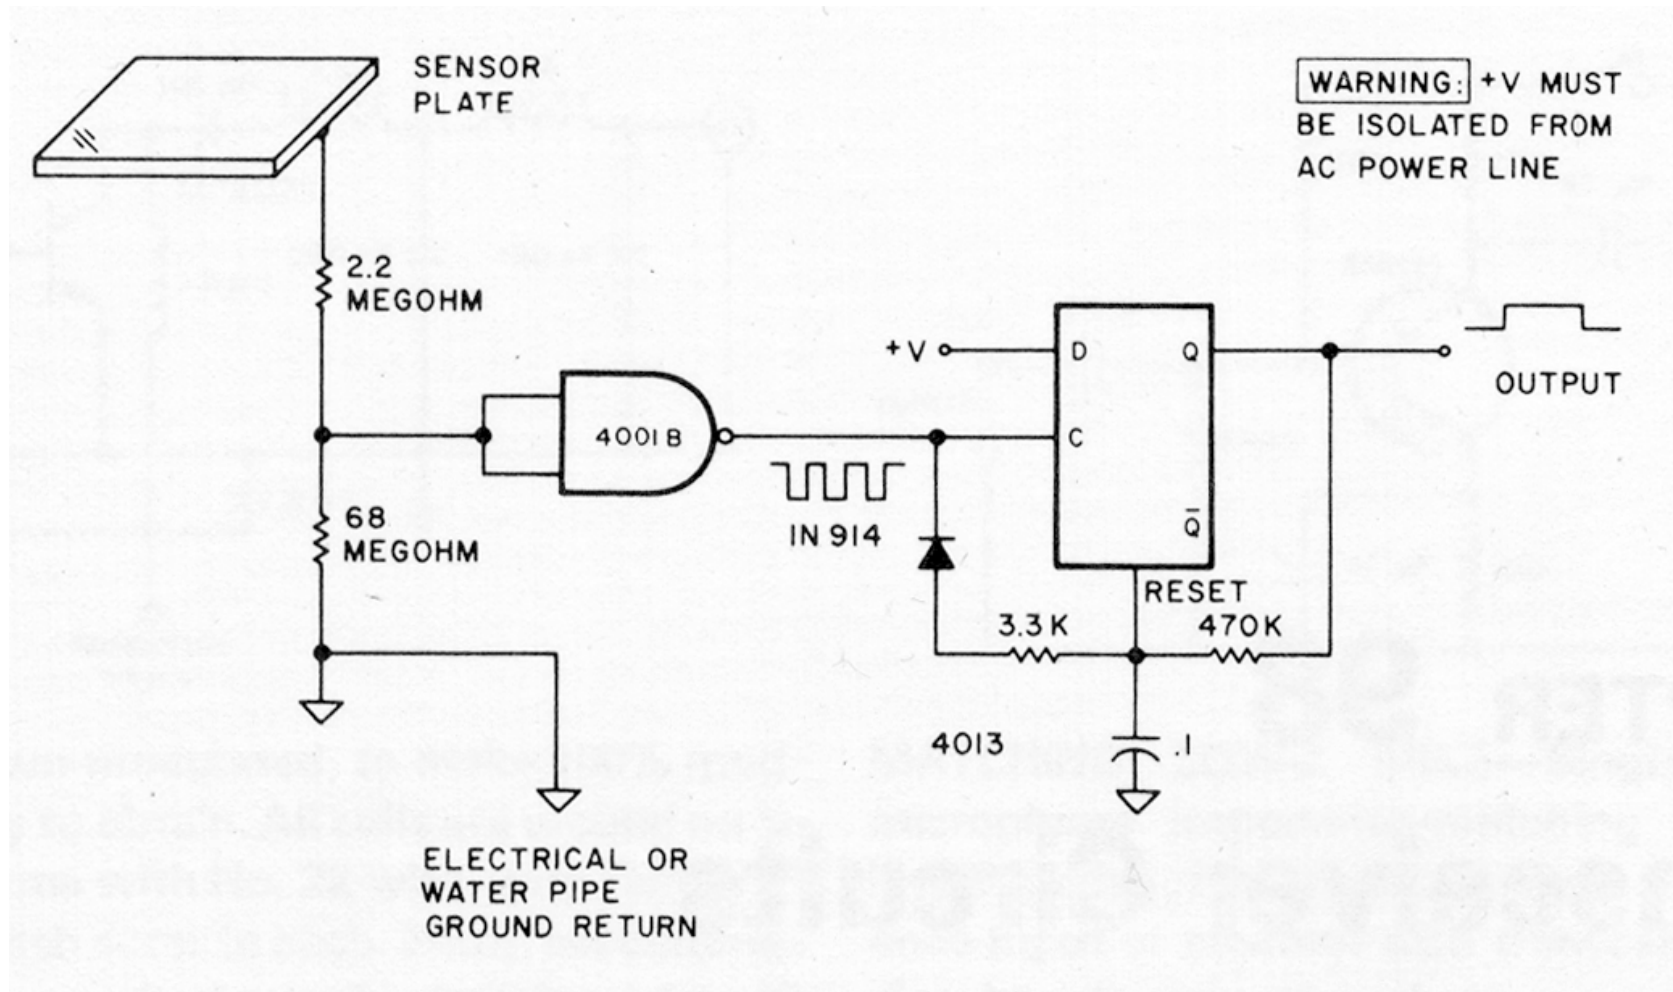 SENSOR
PLATE
WARNING: +V MUST
BE ISOLATED FROM
AC POWER LINE
2.2
MEGOHM
+V
D
Q
OUTPUT
4001B
C
68
MEGOHM
IN 914
Q̅
RESET
3.3K
470K
4013
.1
ELECTRICAL OR
WATER PIPE
GROUND RETURN